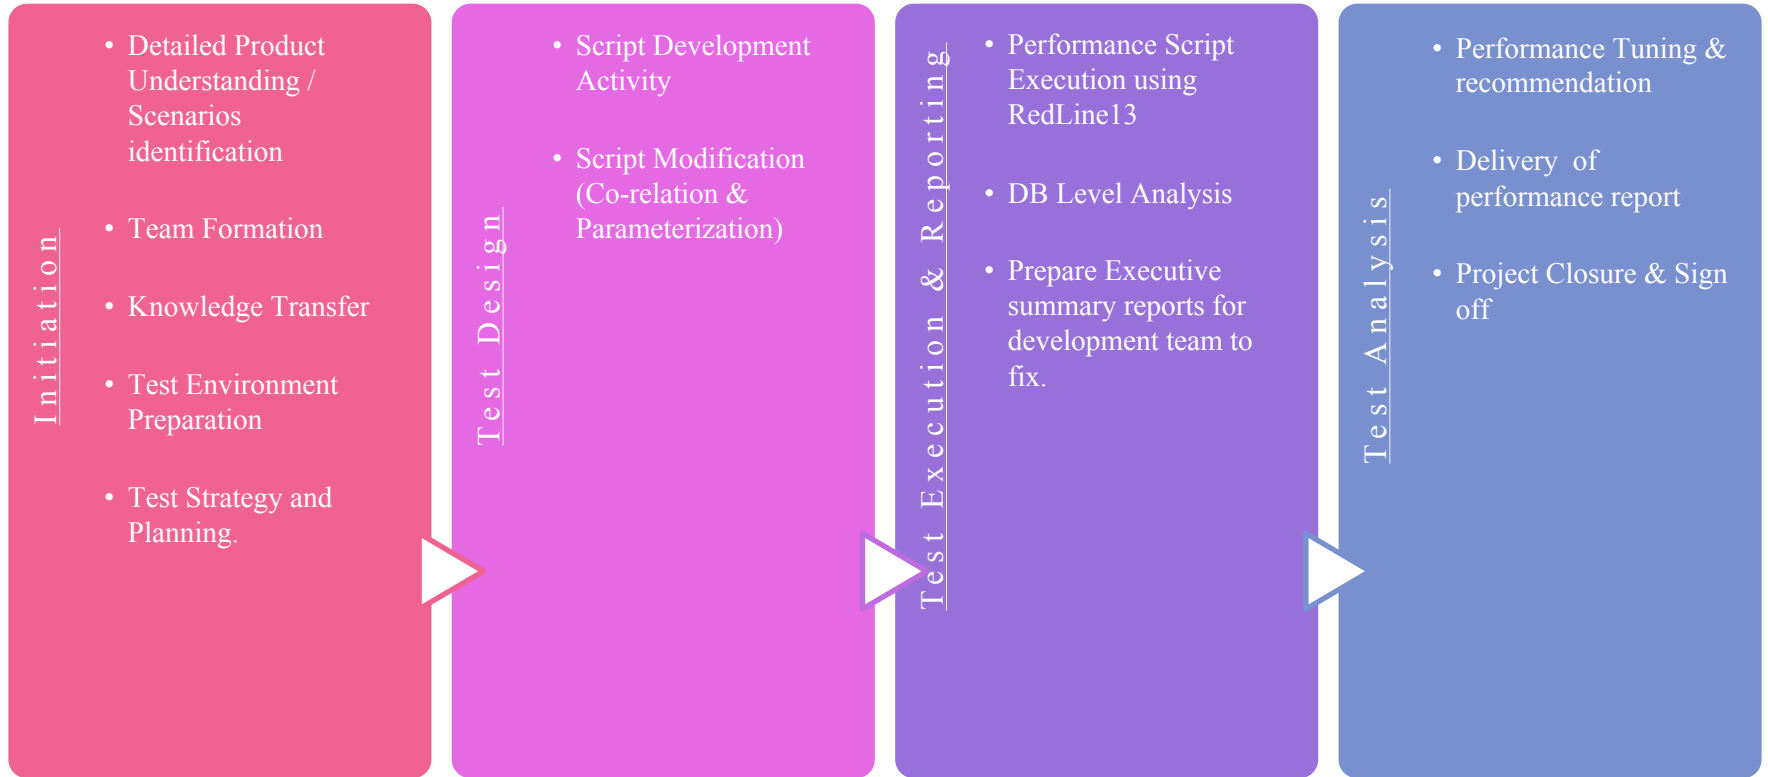 Initiation
• Detailed Product
Understanding /
Scenarios
identification
• Team Formation
• Knowledge Transfer
• Test Environment
Preparation
• Test Strategy and
Planning.
Test Design
• Script Development
Activity
• Script Modification
(Co-relation &
Parameterization)
Test Execution & Reporting
• Performance Script
Execution using
RedLine13
• DB Level Analysis
• Prepare Executive
summary reports for
development team to
fix.
Test Analysis
• Performance Tuning &
recommendation
• Delivery  of
performance report
• Project Closure & Sign
off